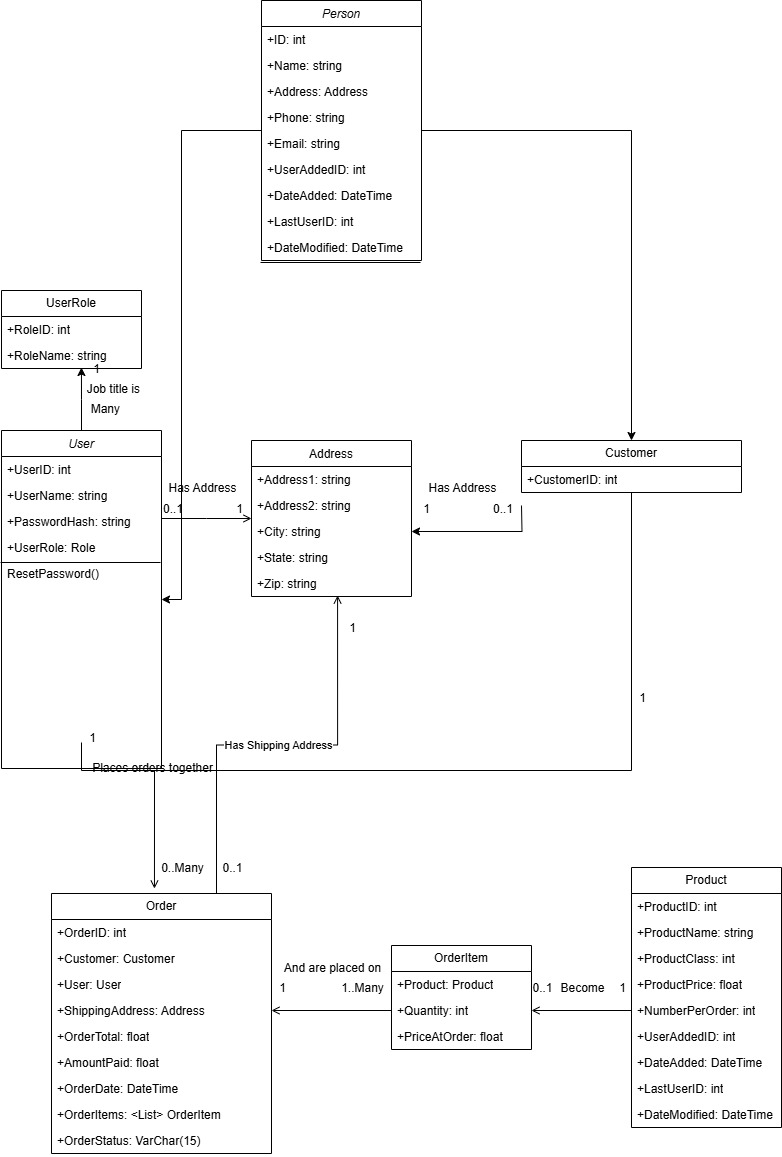 Person
+ID: int
+Name: string
+Address: Address
+Phone: string
+Email: string
+UserAddedID: int
+DateAdded: DateTime
+LastUserID: int
+DateModified: DateTime
UserRole
+RoleID: int
+RoleName: string
1
Job title is
Many
User
+UserID: int
+UserName: string
+PasswordHash: string
+UserRole: Role
ResetPassword()
Has Address
0..1
1
Address
+Address1: string
+Address2: string
+City: string
+State: string
+Zip: string
Has Address
1
0..1
Customer
+CustomerID: int
1
1
1
Has Shipping Address
Places orders together
0..Many
0..1
Order
+OrderID: int
+Customer: Customer
+User: User
+ShippingAddress: Address
+OrderTotal: float
+AmountPaid: float
+OrderDate: DateTime
+OrderItems: <List> OrderItem
+OrderStatus: VarChar(15)
And are placed on
1
1..Many
OrderItem
+Product: Product
+Quantity: int
+PriceAtOrder: float
0..1
Become
1
Product
+ProductID: int
+ProductName: string
+ProductClass: int
+ProductPrice: float
+NumberPerOrder: int
+UserAddedID: int
+DateAdded: DateTime
+LastUserID: int
+DateModified: DateTime